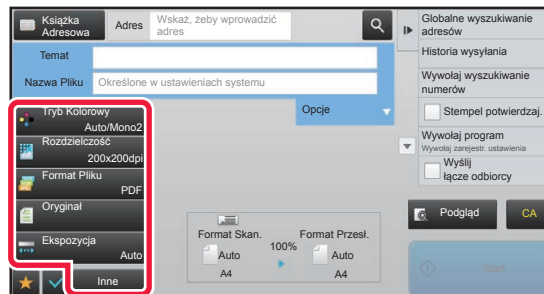 Książka
Adresowa
Adres
Wskaż, żeby wprowadzić
adres
Temat
Nazwa Pliku
Określone w ustawieniach systemu
Opcje
Tryb Kolorowy
Auto/Mono2
Rozdzielczość
200x200dpi
Format Pliku
PDF
Oryginał
Ekspozycja
Auto
Inne
Format Skan.
Auto
A4
100%
Format Przesł.
Auto
A4
Globalne wyszukiwanie
adresów
Historia wysyłania
Wywołaj wyszukiwanie
numerów
Stempel potwierdzaj.
Wywołaj program
Wywołaj zarejestr. ustawienia
Wyślij
łącze odbiorcy
Podgląd
CA
Start